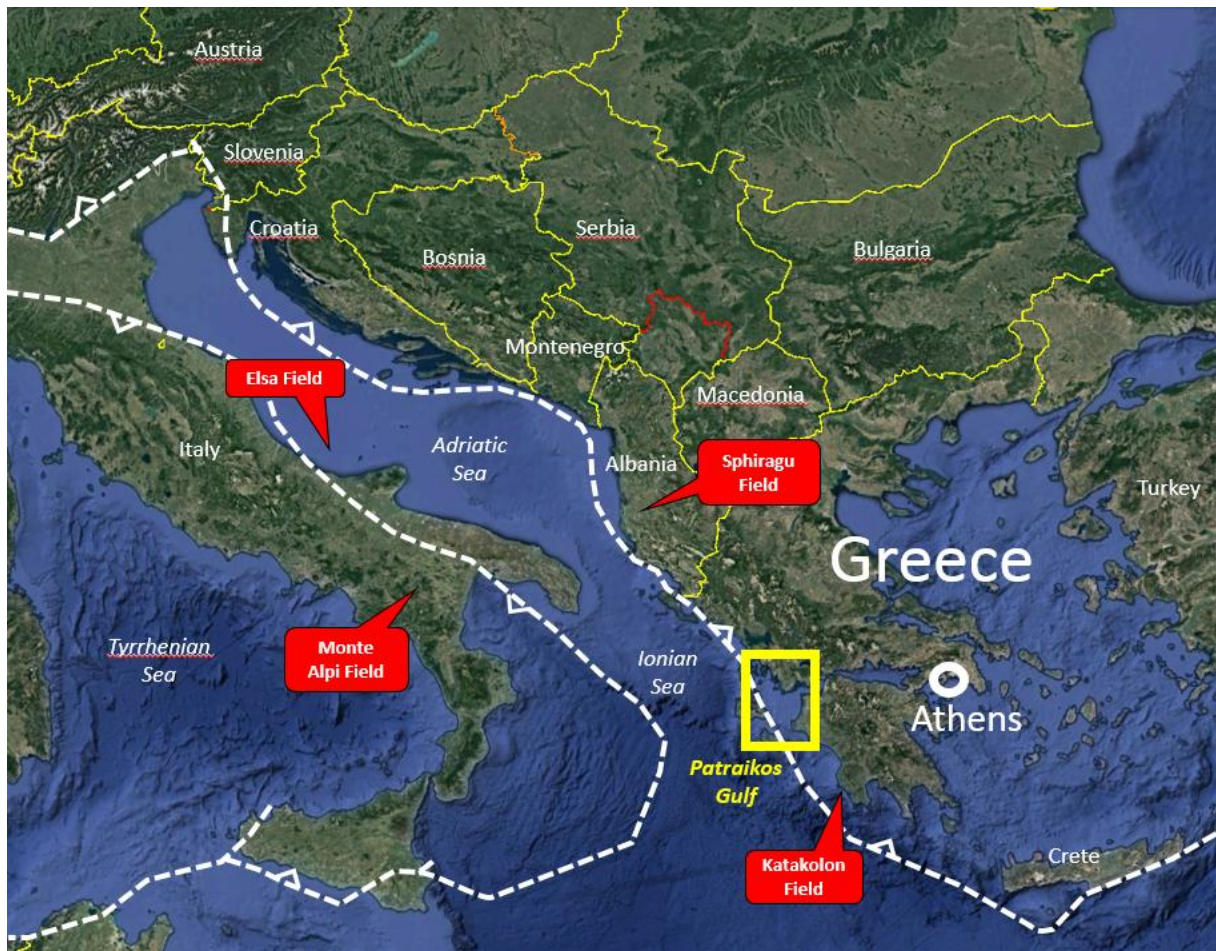 Austria
Slovenia
Croatia
Bosnia
Serbia
Bulgaria
Montenegro
Macedonia
Elsa Field
Italy
Adriatic
Sea
Albania
Sphiragu
Field
Turkey
Greece
Monte
Alpi Field
Tyrrhenian
Sea
Ionian
Sea
Athens
Patraikos
Gulf
Katakolon
Field
Crete